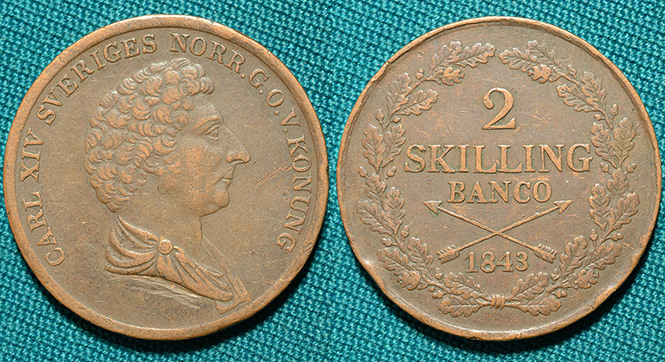 CARL XIV SVERIGES NORR. G. O. V. KONUNG
2
SKILLING
BANCO
1843